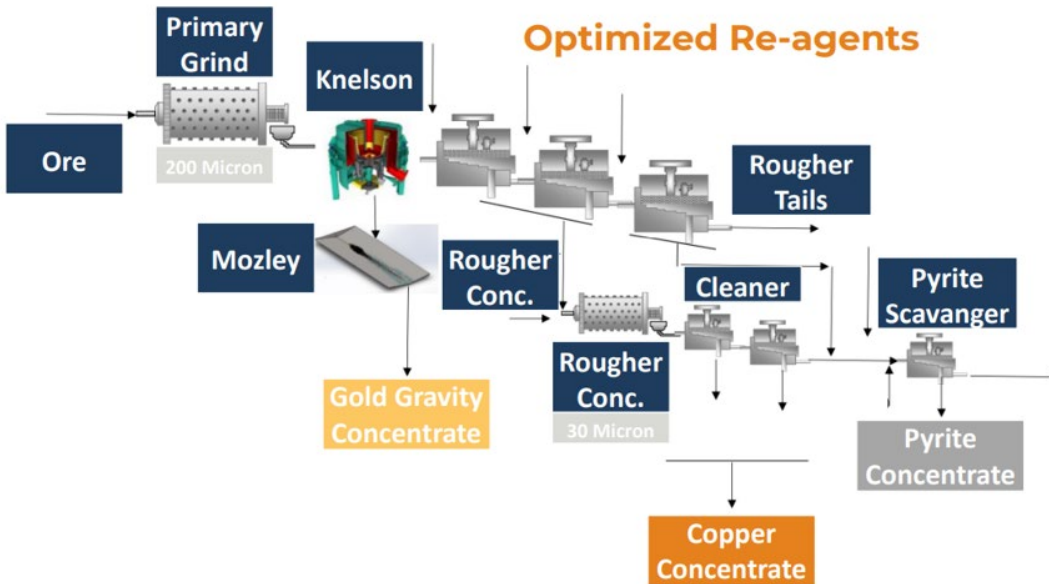 Optimized Re-agents
Primary
Grind
Knelson
Ore
200 Micron
Rougher
Tails
Mozley
Rougher
Conc.
Cleaner
Pyrite
Scavanger
Rougher
Conc.
30 Micron
Gold Gravity
Concentrate
Pyrite
Concentrate
Copper
Concentrate